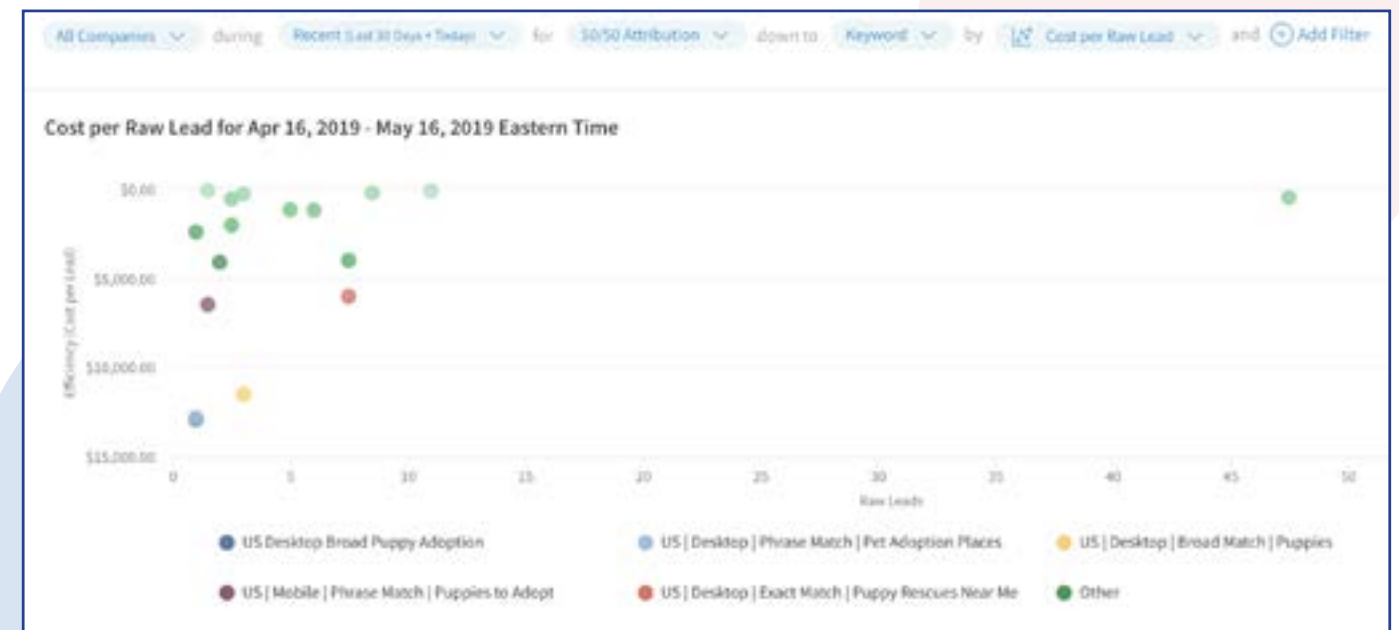 All Companies during Recent (Last 30 Days + Today) for 50/50 Attribution down to Keyword by Cost per Raw Lead and Add Filter
Cost per Raw Lead for Apr 16, 2019 - May 16, 2019 Eastern Time
$0.00
$5,000.00
$10,000.00
$15,000.00
Efficiency (Cost per Lead)
0 5 10 15 20 25 30 35 40 45 50
Raw Leads
US Desktop Broad Puppy Adoption US | Desktop | Phrase Match | Pet Adoption Places US | Desktop | Broad Match | Puppies
US | Mobile | Phrase Match | Puppies to Adopt US | Desktop | Exact Match | Puppy Rescues Near Me Other